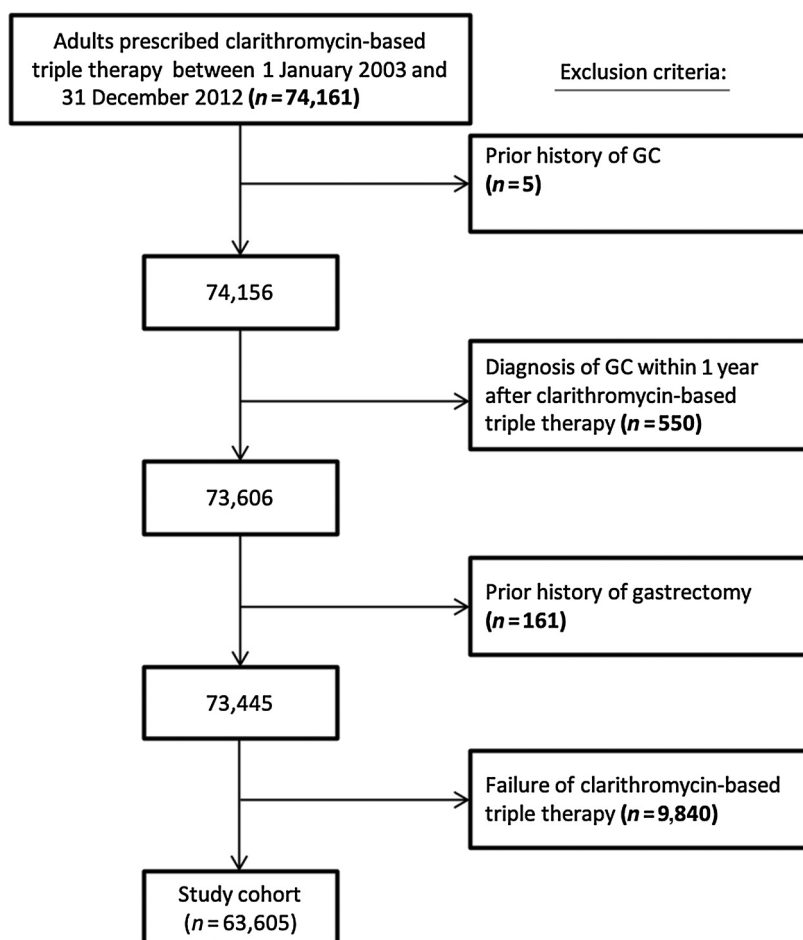 Adults prescribed clarithromycin-based
triple therapy between 1 January 2003 and
31 December 2012 (n=74,161)
Exclusion criteria:
Prior history of GC
(n=5)
74,156
Diagnosis of GC within 1 year
after clarithromycin-based
triple therapy (n=550)
73,606
Prior history of gastrectomy
(n=161)
73,445
Failure of clarithromycin-based
triple therapy (n=9,840)
Study cohort
(n=63,605)